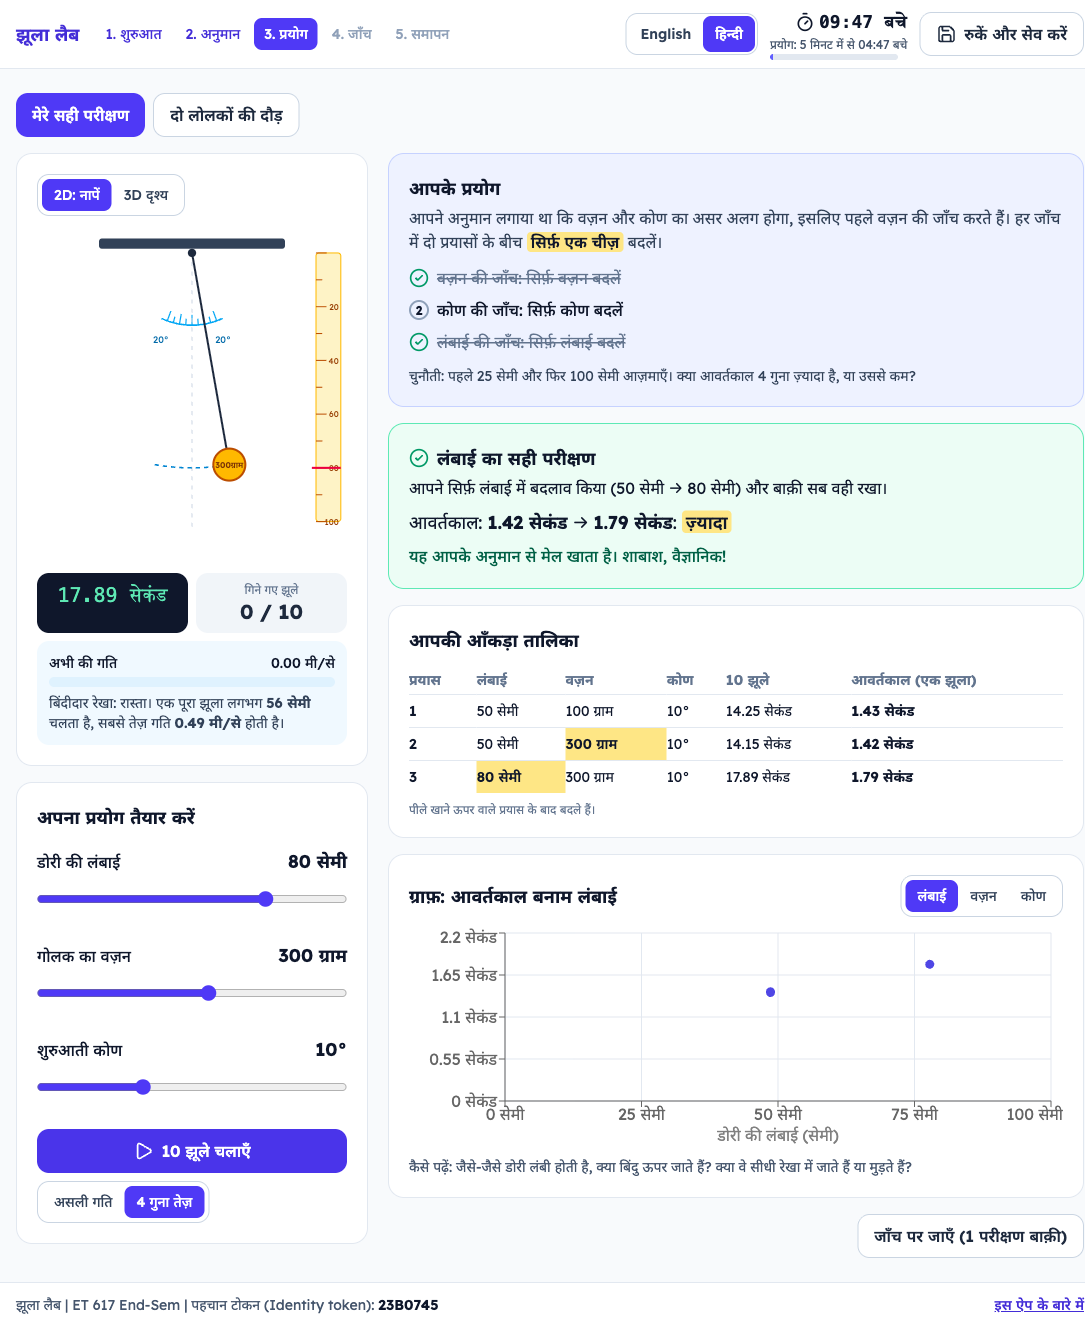 झूला लैब
1. शुरुआत
2. अनुमान
3. प्रयोग
4. जाँच
5. समापन
English
हिन्दी
09:47 बचे
प्रयोग: 5 मिनट में से 04:47 बचे
रुकें और सेव करें
मेरे सही परीक्षण
दो लोलकों की दौड़
2D: नापें
3D दृश्य
20°
20°
300ग्राम
20
40
60
80
100
17.89 सेकंड
गिने गए झूले
0 / 10
अभी की गति
0.00 मी/से
बिंदीदार रेखा: रास्ता। एक पूरा झूला लगभग 56 सेमी
चलता है, सबसे तेज़ गति 0.49 मी/से होती है।
अपना प्रयोग तैयार करें
डोरी की लंबाई
80 सेमी
गोलक का वज़न
300 ग्राम
शुरुआती कोण
10°
10 झूले चलाएँ
असली गति
4 गुना तेज़
आपके प्रयोग
आपने अनुमान लगाया था कि वज़न और कोण का असर अलग होगा, इसलिए पहले वज़न की जाँच करते हैं। हर जाँच
में दो प्रयासों के बीच सिर्फ़ एक चीज़ बदलें।
वज़न की जाँच: सिर्फ़ वज़न बदलें
2 कोण की जाँच: सिर्फ़ कोण बदलें
लंबाई की जाँच: सिर्फ़ लंबाई बदलें
चुनौती: पहले 25 सेमी और फिर 100 सेमी आज़माएँ। क्या आवर्तकाल 4 गुना ज़्यादा है, या उससे कम?
लंबाई का सही परीक्षण
आपने सिर्फ़ लंबाई में बदलाव किया (50 सेमी → 80 सेमी) और बाक़ी सब वही रखा।
आवर्तकाल: 1.42 सेकंड → 1.79 सेकंड: ज़्यादा
यह आपके अनुमान से मेल खाता है। शाबाश, वैज्ञानिक!
आपकी आँकड़ा तालिका
प्रयास लंबाई वज़न कोण 10 झूले आवर्तकाल (एक झूला)
1 50 सेमी 100 ग्राम 10° 14.25 सेकंड 1.43 सेकंड
2 50 सेमी 300 ग्राम 10° 14.15 सेकंड 1.42 सेकंड
3 80 सेमी 300 ग्राम 10° 17.89 सेकंड 1.79 सेकंड
पीले खाने ऊपर वाले प्रयास के बाद बदले हैं।
ग्राफ़: आवर्तकाल बनाम लंबाई
लंबाई
वज़न
कोण
2.2 सेकंड
1.65 सेकंड
1.1 सेकंड
0.55 सेकंड
0 सेकंड
0 सेमी
25 सेमी
50 सेमी
75 सेमी
100 सेमी
डोरी की लंबाई (सेमी)
कैसे पढ़ें: जैसे-जैसे डोरी लंबी होती है, क्या बिंदु ऊपर जाते हैं? क्या वे सीधी रेखा में जाते हैं या मुड़ते हैं?
जाँच पर जाएँ (1 परीक्षण बाक़ी)
झूला लैब | ET 617 End-Sem | पहचान टोकन (Identity token): 23B0745
इस ऐप के बारे में